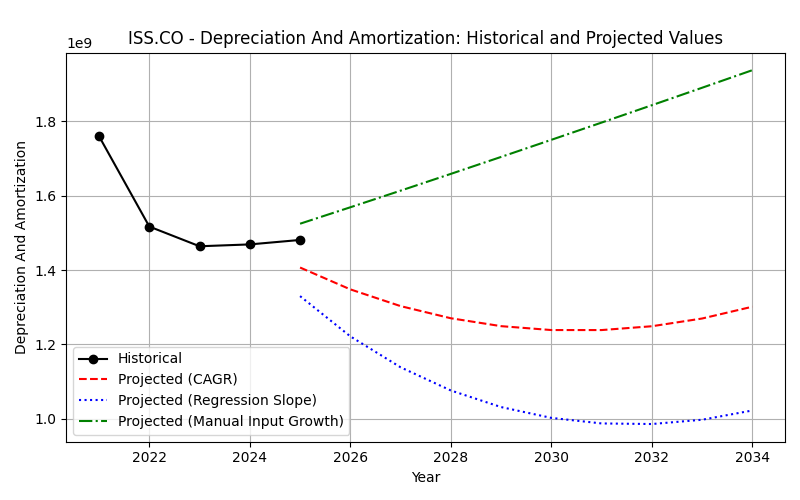 ISS.CO - Depreciation And Amortization: Historical and Projected Values
1e9
1.8
1.6
1.4
1.2
1.0
Depreciation And Amortization
Historical
Projected (CAGR)
Projected (Regression Slope)
Projected (Manual Input Growth)
2022 2024 2026 2028 2030 2032 2034
Year